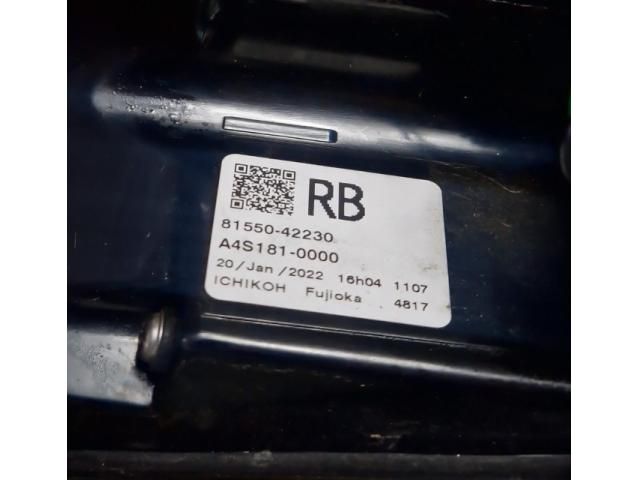 RB
81550-42230
A4S181-0000
20/Jan/2022 16h04 1107
ICHIKOH Fujioka 4817